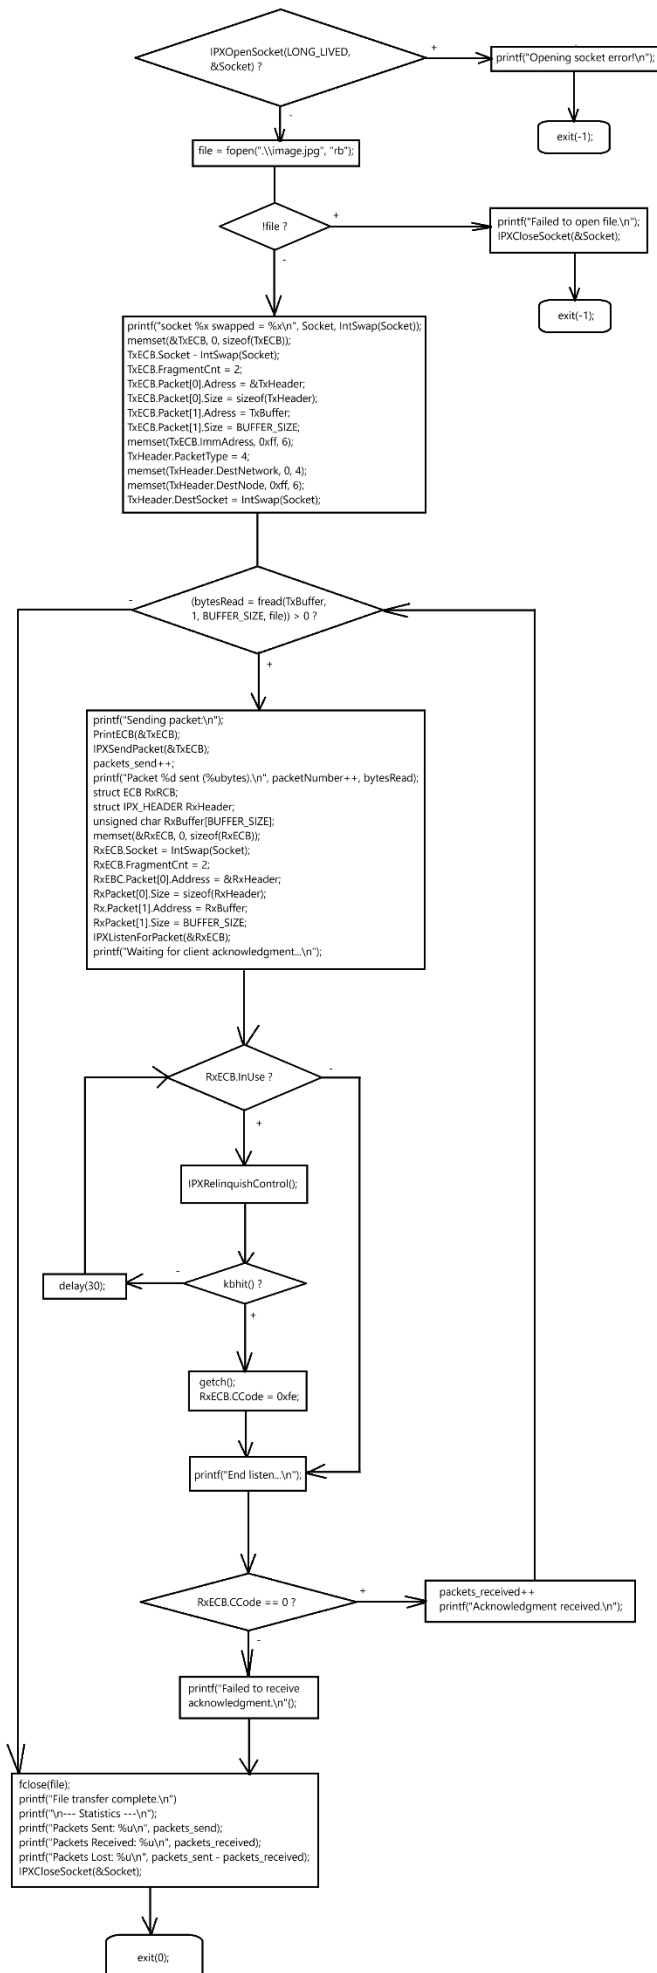 IPXOpenSocket(LONG_LIVED,
&Socket) ?
+
printf("Opening socket error!\n");
exit(-1);
-
file = fopen(".\\image.jpg", "rb");
!file ?
+
printf("Failed to open file.\n");
IPXCloseSocket(&Socket);
exit(-1);
-
printf("socket %x swapped = %x\n", Socket, IntSwap(Socket));
memset(&TxECB, 0, sizeof(TxECB));
TxECB.Socket - IntSwap(Socket);
TxECB.FragmentCnt = 2;
TxECB.Packet[0].Adress = &TxHeader;
TxECB.Packet[0].Size = sizeof(TxHeader);
TxECB.Packet[1].Adress = TxBuffer;
TxECB.Packet[1].Size = BUFFER_SIZE;
memset(TxECB.ImmAdress, 0xff, 6);
TxHeader.PacketType = 4;
memset(TxHeader.DestNetwork, 0, 4);
memset(TxHeader.DestNode, 0xff, 6);
TxHeader.DestSocket = IntSwap(Socket);
-
(bytesRead = fread(TxBuffer,
1, BUFFER_SIZE, file)) > 0 ?
+
printf("Sending packet:\n");
PrintECB(&TxECB);
IPXSendPacket(&TxECB);
packets_send++;
printf("Packet %d sent (%ubytes).\n", packetNumber++, bytesRead);
struct ECB RxRCB;
struct IPX_HEADER RxHeader;
unsigned char RxBuffer[BUFFER_SIZE];
memset(&RxECB, 0, sizeof(RxECB));
RxECB.Socket = IntSwap(Socket);
RxECB.FragmentCnt = 2;
RxEBC.Packet[0].Address = &RxHeader;
RxPacket[0].Size = sizeof(RxHeader);
Rx.Packet[1].Address = RxBuffer;
RxPacket[1].Size = BUFFER_SIZE;
IPXListenForPacket(&RxECB);
printf("Waiting for client acknowledgment...\n");
RxECB.InUse ?
-
+
IPXRelinquishControl();
kbhit() ?
-
delay(30);
+
getch();
RxECB.CCode = 0xfe;
printf("End listen...\n");
RxECB.CCode == 0 ?
+
packets_received++
printf("Acknowledgment received.\n");
-
printf("Failed to receive
acknowledgment.\n"();
fclose(file);
printf("File transfer complete.\n")
printf("\n--- Statistics ---\n");
printf("Packets Sent: %u\n", packets_send);
printf("Packets Received: %u\n", packets_received);
printf("Packets Lost: %u\n", packets_sent - packets_received);
IPXCloseSocket(&Socket);
exit(0);